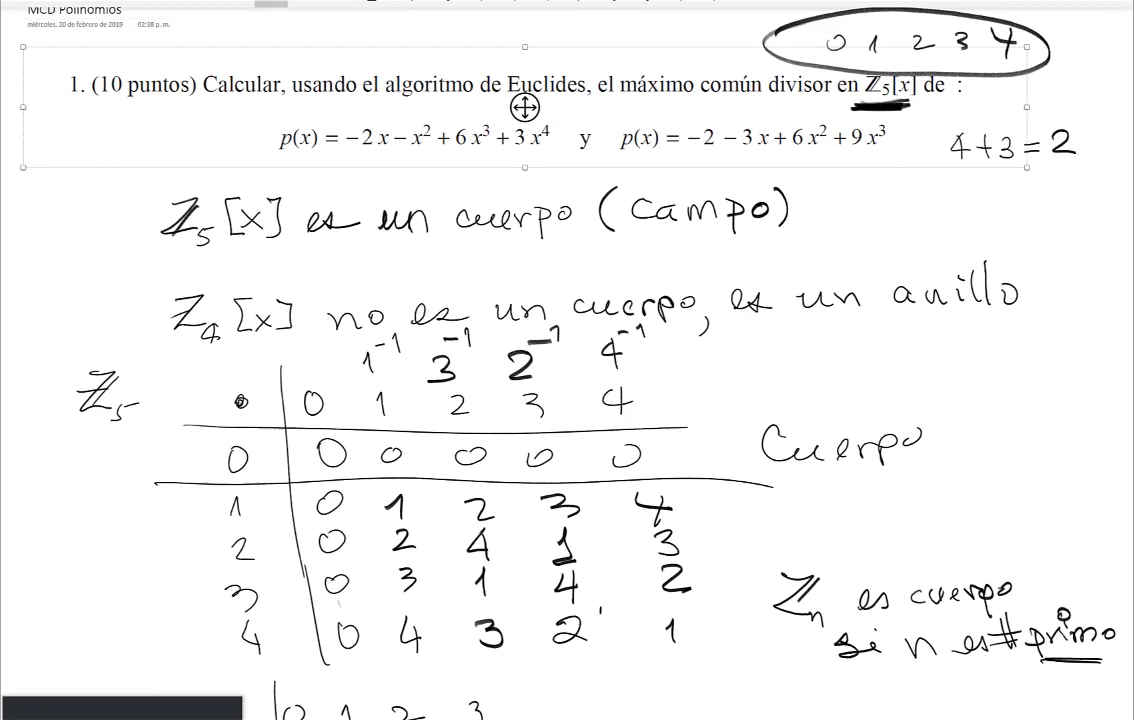 MCD Polinomios
miércoles, 20 de febrero de 2019 02:38 p. m.
0 1 2 3 4
1. (10 puntos) Calcular, usando el algoritmo de Euclides, el máximo común divisor en Z₅[x] de :
p(x) = −2 x − x² + 6 x³ + 3 x⁴ y p(x) = −2 − 3 x + 6 x² + 9 x³
4+3 = 2
Z₅ [x] es un cuerpo (campo)
Z₄ [x] no es un cuerpo, es un anillo
1⁻¹ 3⁻¹ 2⁻¹ 4⁻¹
Z₅ • 0 1 2 3 4
0 0 0 0 0 0
Cuerpo
1 0 1 2 3 4
2 0 2 4 1 3
3 0 3 1 4 2
4 0 4 3 2 1
Zₙ es cuerpo
si n es # primo
0 1 2 3